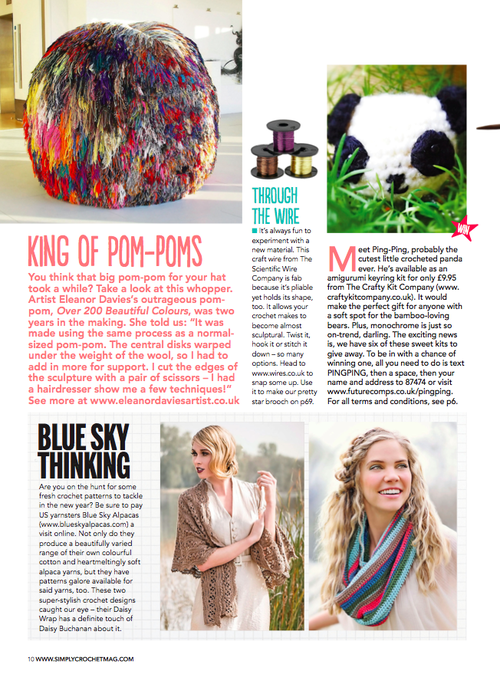 KING OF POM-POMS
You think that big pom-pom for your hat
took a while? Take a look at this whopper.
Artist Eleanor Davies's outrageous pom-
pom, Over 200 Beautiful Colours, was two
years in the making. She told us: "It was
made using the same process as a normal-
sized pom-pom. The central disks warped
under the weight of the wool, so I had to
add in more for support. I cut the edges of
the sculpture with a pair of scissors – I had
a hairdresser show me a few techniques!"
See more at www.eleanordaviesartist.co.uk
THROUGH
THE WIRE
It's always fun to
experiment with a
new material. This
craft wire from The
Scientific Wire
Company is fab
because it's pliable
yet holds its shape,
too. It allows your
crochet makes to
become almost
sculptural. Twist it,
hook it or stitch it
down – so many
options. Head to
www.wires.co.uk to
snap some up. Use
it to make our pretty
star brooch on p69.
WIN
Meet Ping-Ping, probably the
cutest little crocheted panda
ever. He's available as an
amigurumi keyring kit for only £9.95
from The Crafty Kit Company (www.
craftykitcompany.co.uk). It would
make the perfect gift for anyone with
a soft spot for the bamboo-loving
bears. Plus, monochrome is just so
on-trend, darling. The exciting news
is, we have six of these sweet kits to
give away. To be in with a chance of
winning one, all you need to do is text
PINGPING, then a space, then your
name and address to 87474 or visit
www.futurecomps.co.uk/pingping.
For all terms and conditions, see p6.
BLUE SKY
THINKING
Are you on the hunt for some
fresh crochet patterns to tackle
in the new year? Be sure to pay
US yarnsters Blue Sky Alpacas
(www.blueskyalpacas.com) a
visit online. Not only do they
produce a beautifully varied
range of their own colourful
cotton and heartmeltingly soft
alpaca yarns, but they have
patterns galore available for
said yarns, too. These two
super-stylish crochet designs
caught our eye – their Daisy
Wrap has a definite touch of
Daisy Buchanan about it.
10 WWW.SIMPLYCROCHETMAG.COM